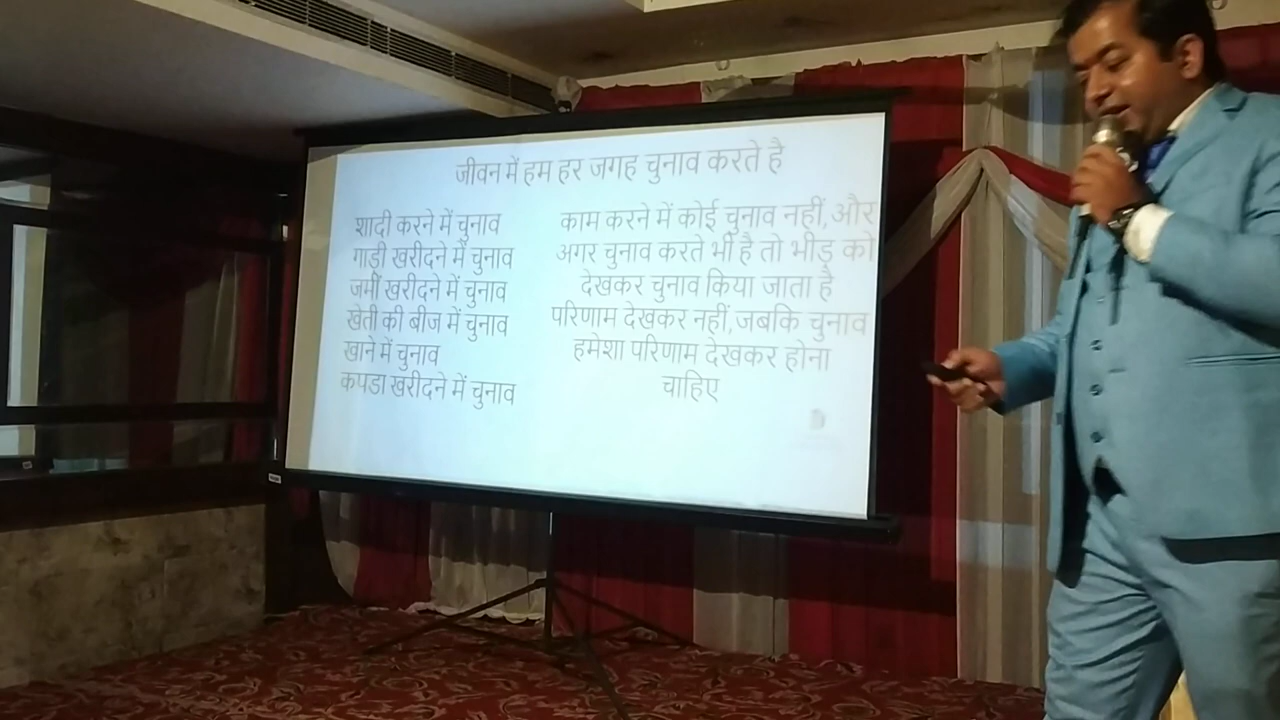 जीवन में हम हर जगह चुनाव करते है
शादी करने में चुनाव
गाड़ी खरीदने में चुनाव
जमीं खरीदने में चुनाव
खेती की बीज में चुनाव
खाने में चुनाव
कपडा खरीदने में चुनाव
काम करने में कोई चुनाव नहीं, और
अगर चुनाव करते भी है तो भीड़ को
देखकर चुनाव किया जाता है
परिणाम देखकर नहीं, जबकि चुनाव
हमेशा परिणाम देखकर होना
चाहिए